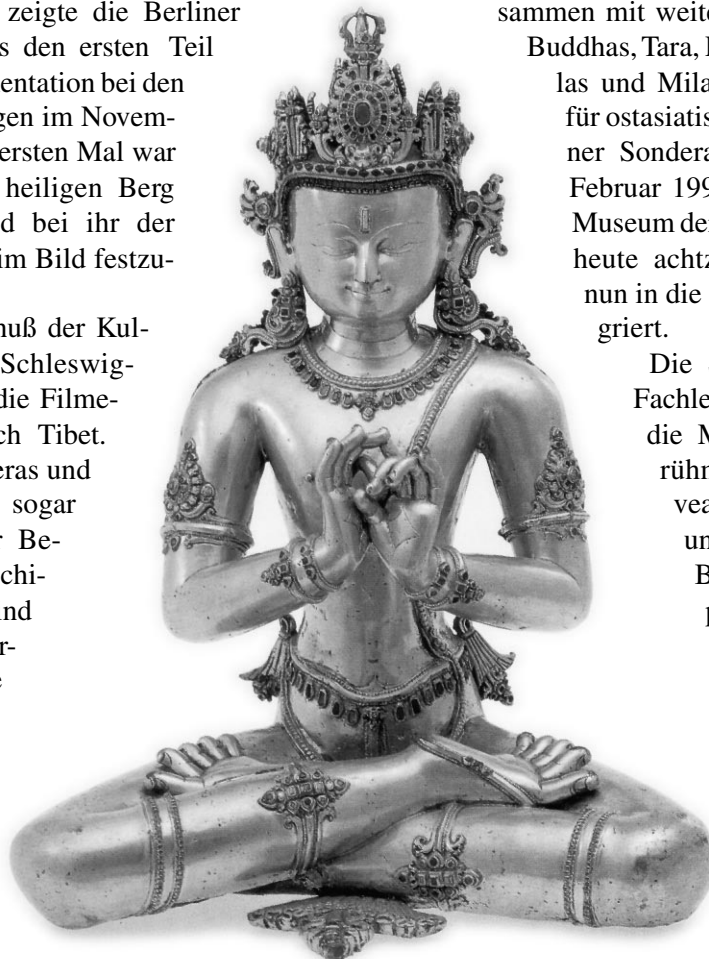 zeigte die Berliner
s den ersten Teil
entation bei den
gen im Novem-
ersten Mal war
heiligen Berg
d bei ihr der
im Bild festzu-
nuß der Kul-
Schleswig-
die Filme-
ch Tibet.
eras und
sogar
r Be-
chi-
ind
r-
e
sammen mit weite
Buddhas, Tara,
las und Mila
für ostasiatis
ner Sondera
Februar 199
Museum der
heute achtz
nun in die
griert.
Die
Fachle
die M
rühm
vea
un
B